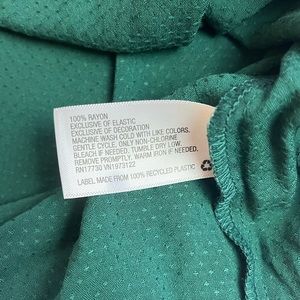 100% RAYON
EXCLUSIVE OF ELASTIC
EXCLUSIVE OF DECORATION
MACHINE WASH COLD WITH LIKE COLORS,
GENTLE CYCLE. ONLY NON-CHLORINE
BLEACH IF NEEDED. TUMBLE DRY LOW.
REMOVE PROMPTLY. WARM IRON IF NEEDED.
RN17730 VN1973122
LABEL MADE FROM 100% RECYCLED PLASTIC